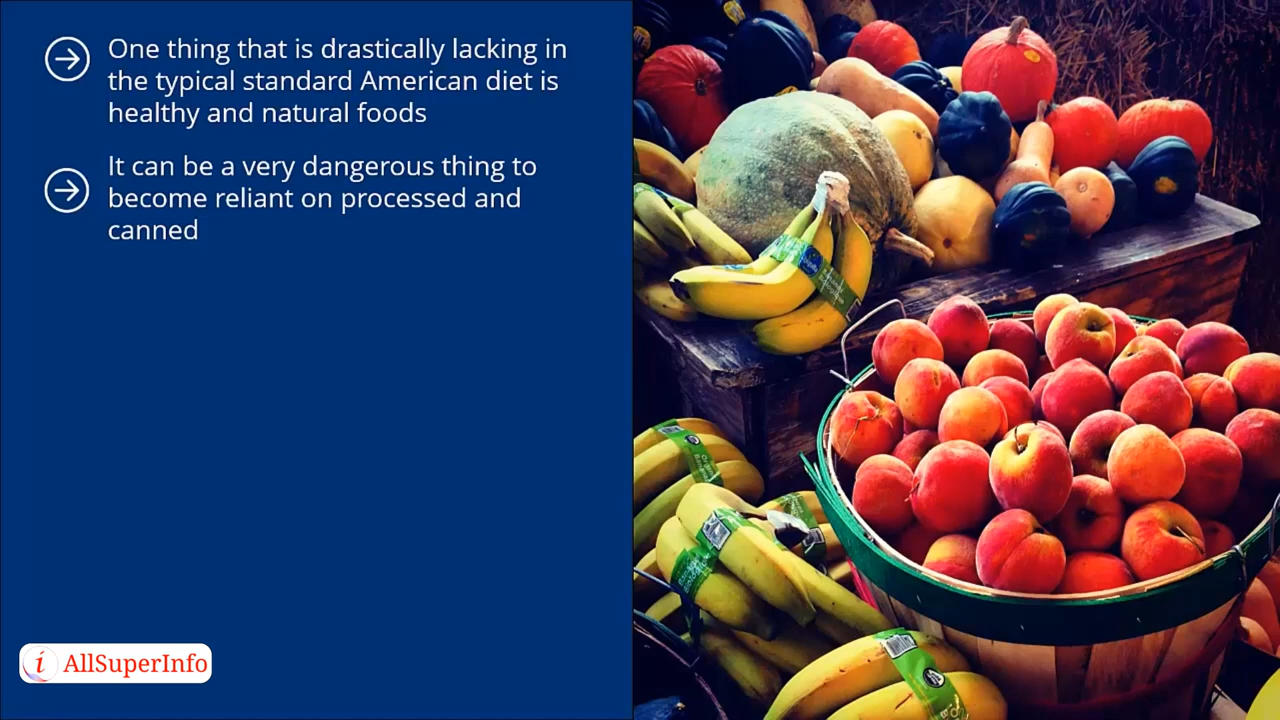 One thing that is drastically lacking in
the typical standard American diet is
healthy and natural foods
It can be a very dangerous thing to
become reliant on processed and
canned
i AllSuperInfo